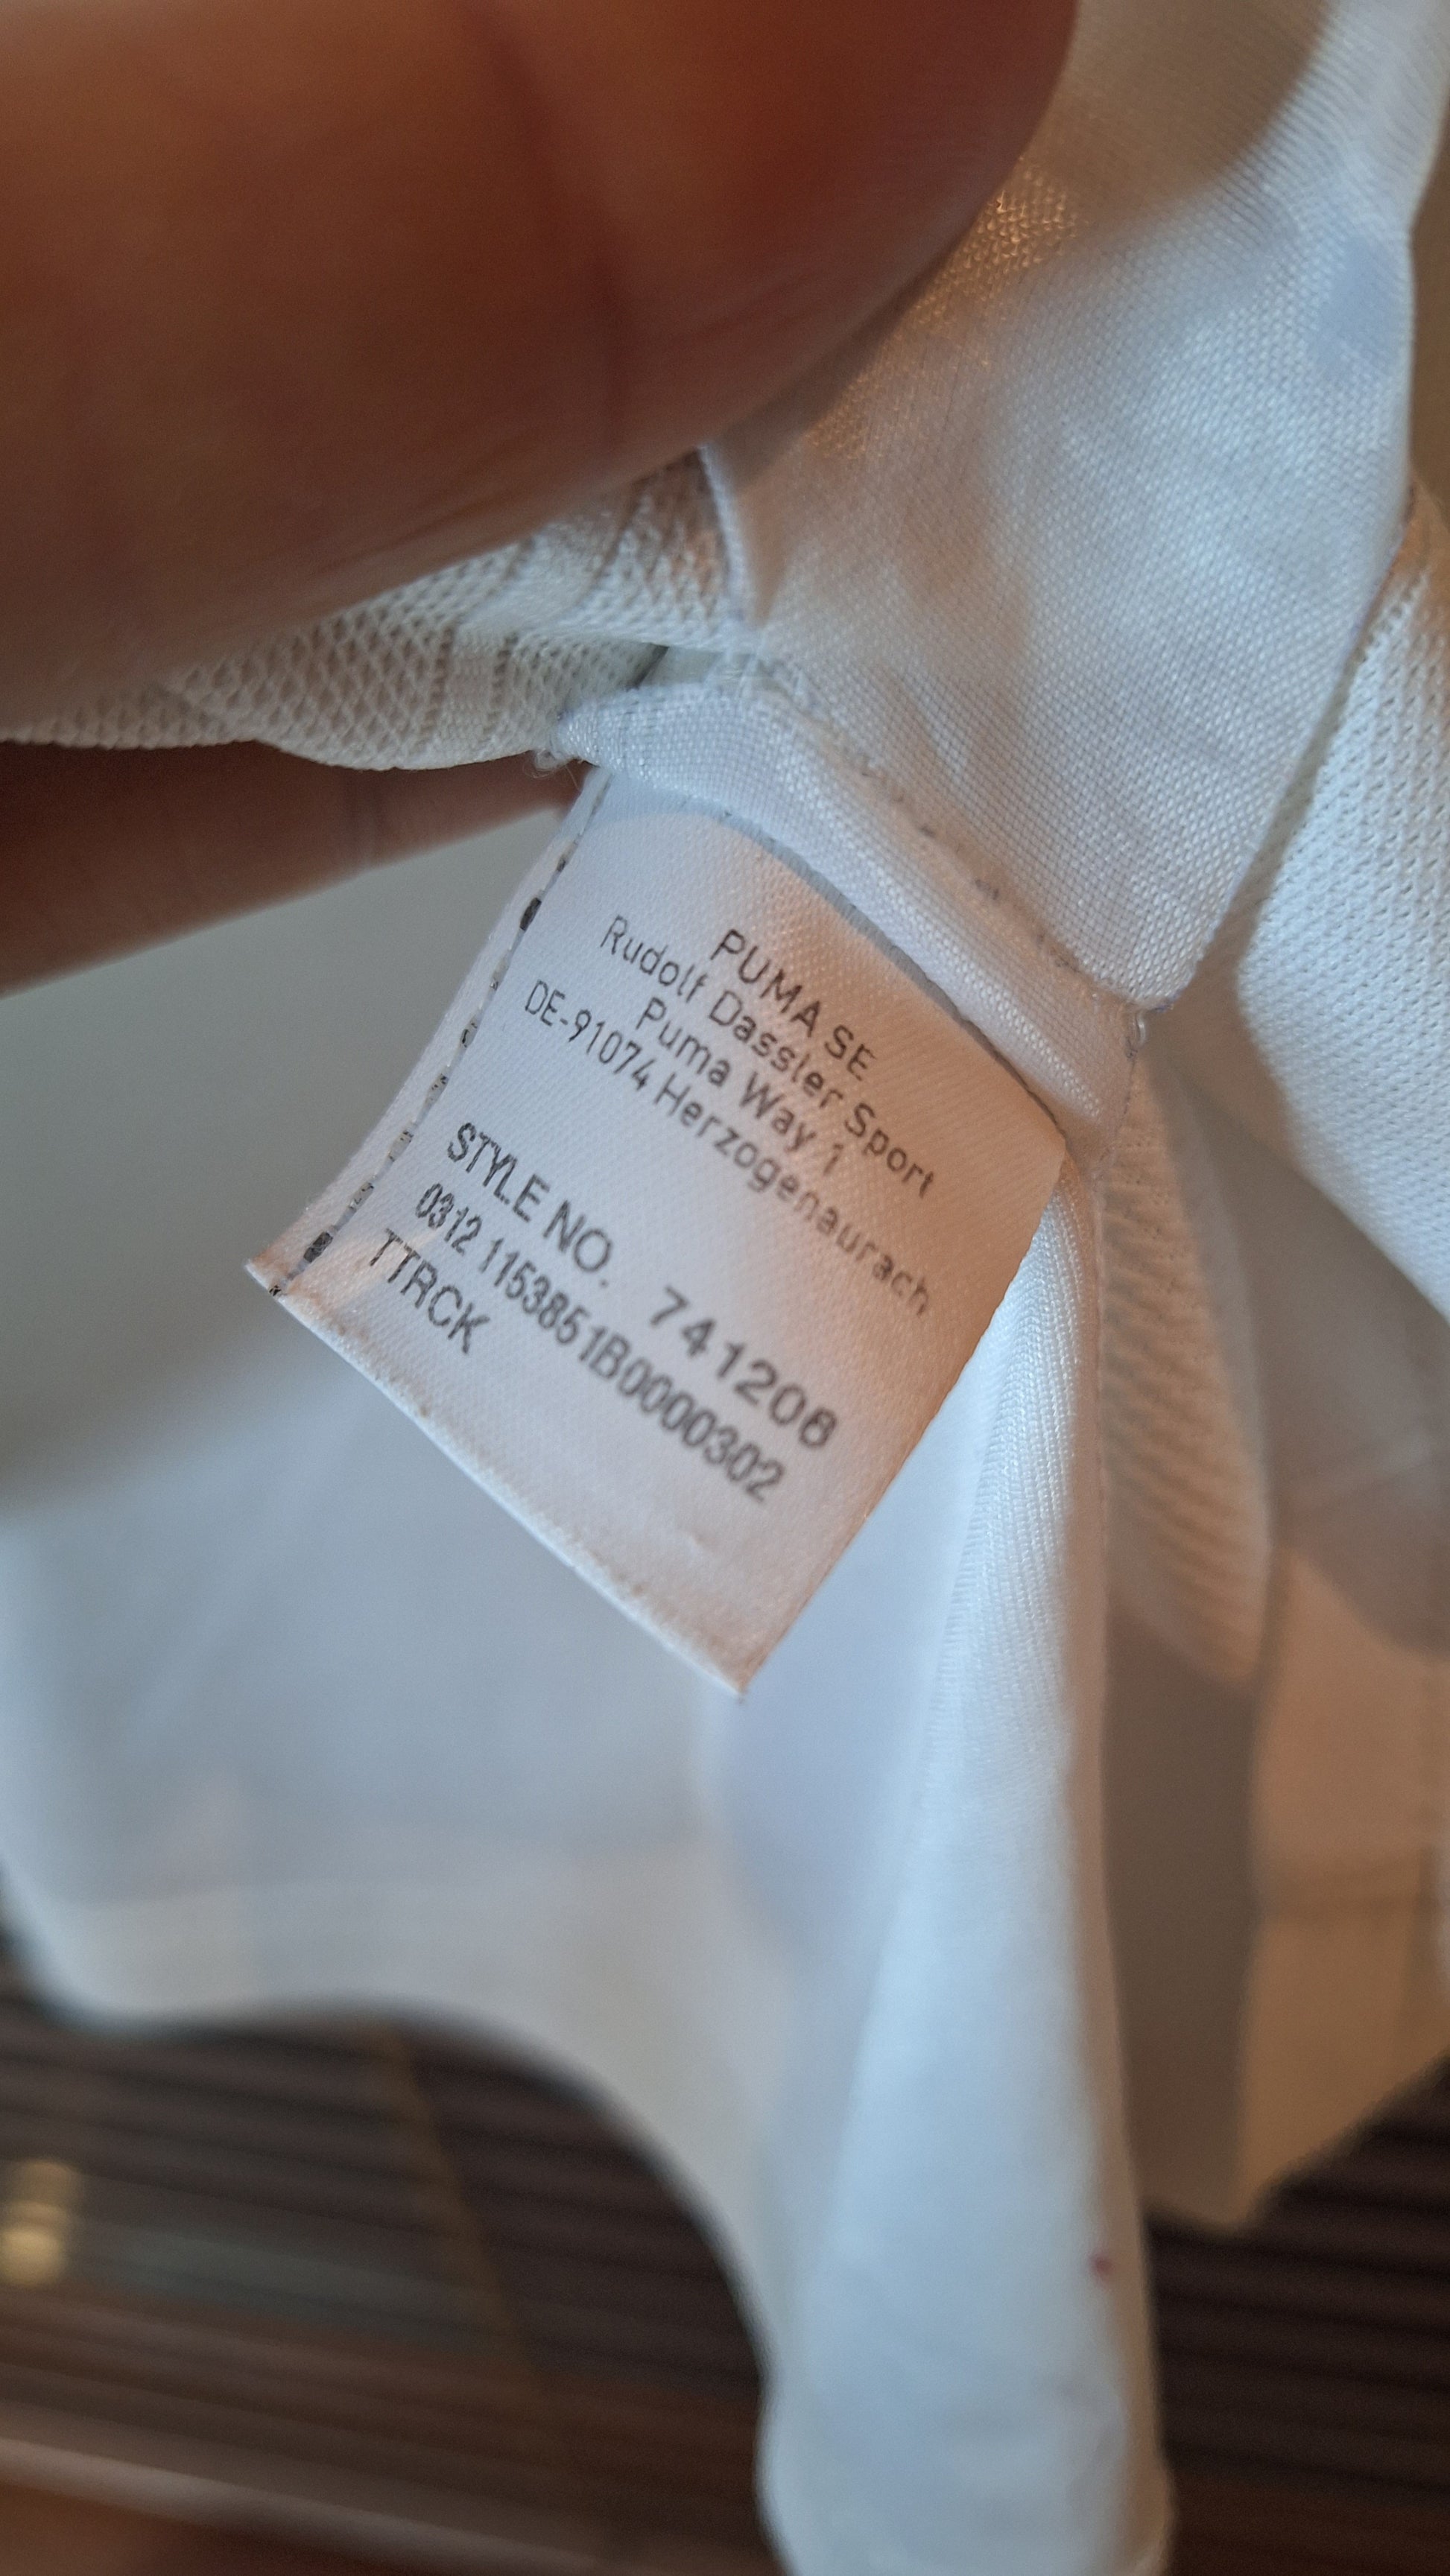 PUMA SE
Rudolf Dassler Sport
Puma Way 1
DE-91074 Herzogenaurach
STYLE NO. 741208
0312 1153851B0000302
TTRCK